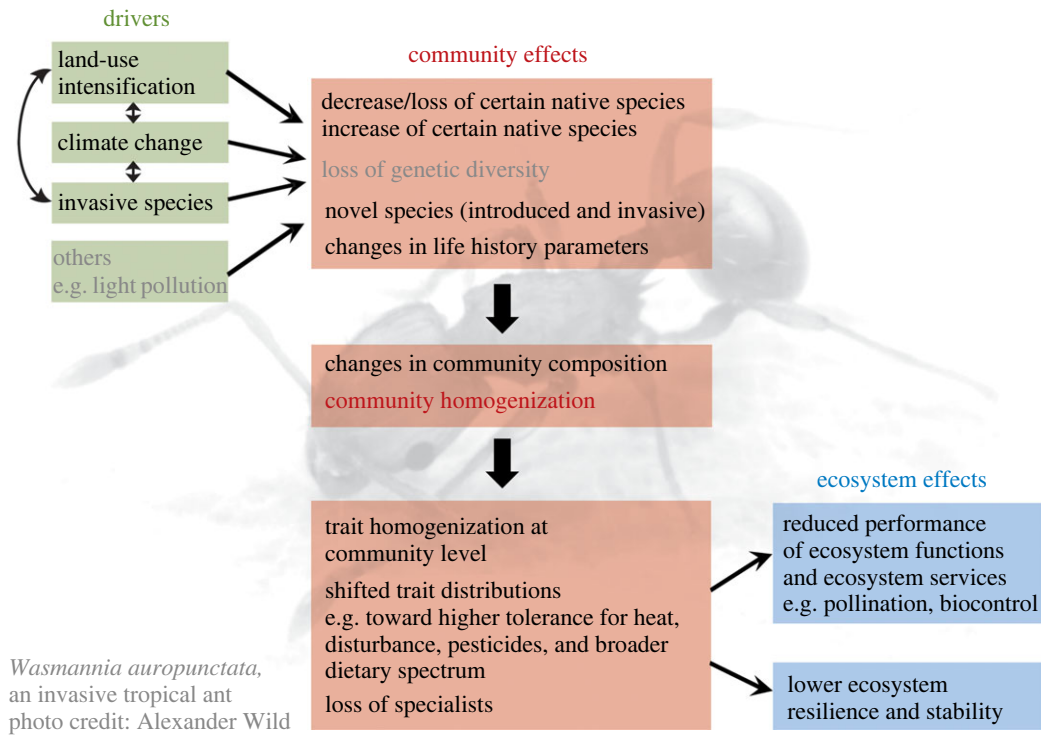 drivers
land-use
intensification
climate change
invasive species
others
e.g. light pollution
community effects
decrease/loss of certain native species
increase of certain native species
loss of genetic diversity
novel species (introduced and invasive)
changes in life history parameters
changes in community composition
community homogenization
trait homogenization at
community level
shifted trait distributions
e.g. toward higher tolerance for heat,
disturbance, pesticides, and broader
dietary spectrum
loss of specialists
ecosystem effects
reduced performance
of ecosystem functions
and ecosystem services
e.g. pollination, biocontrol
lower ecosystem
resilience and stability
Wasmannia auropunctata,
an invasive tropical ant
photo credit: Alexander Wild